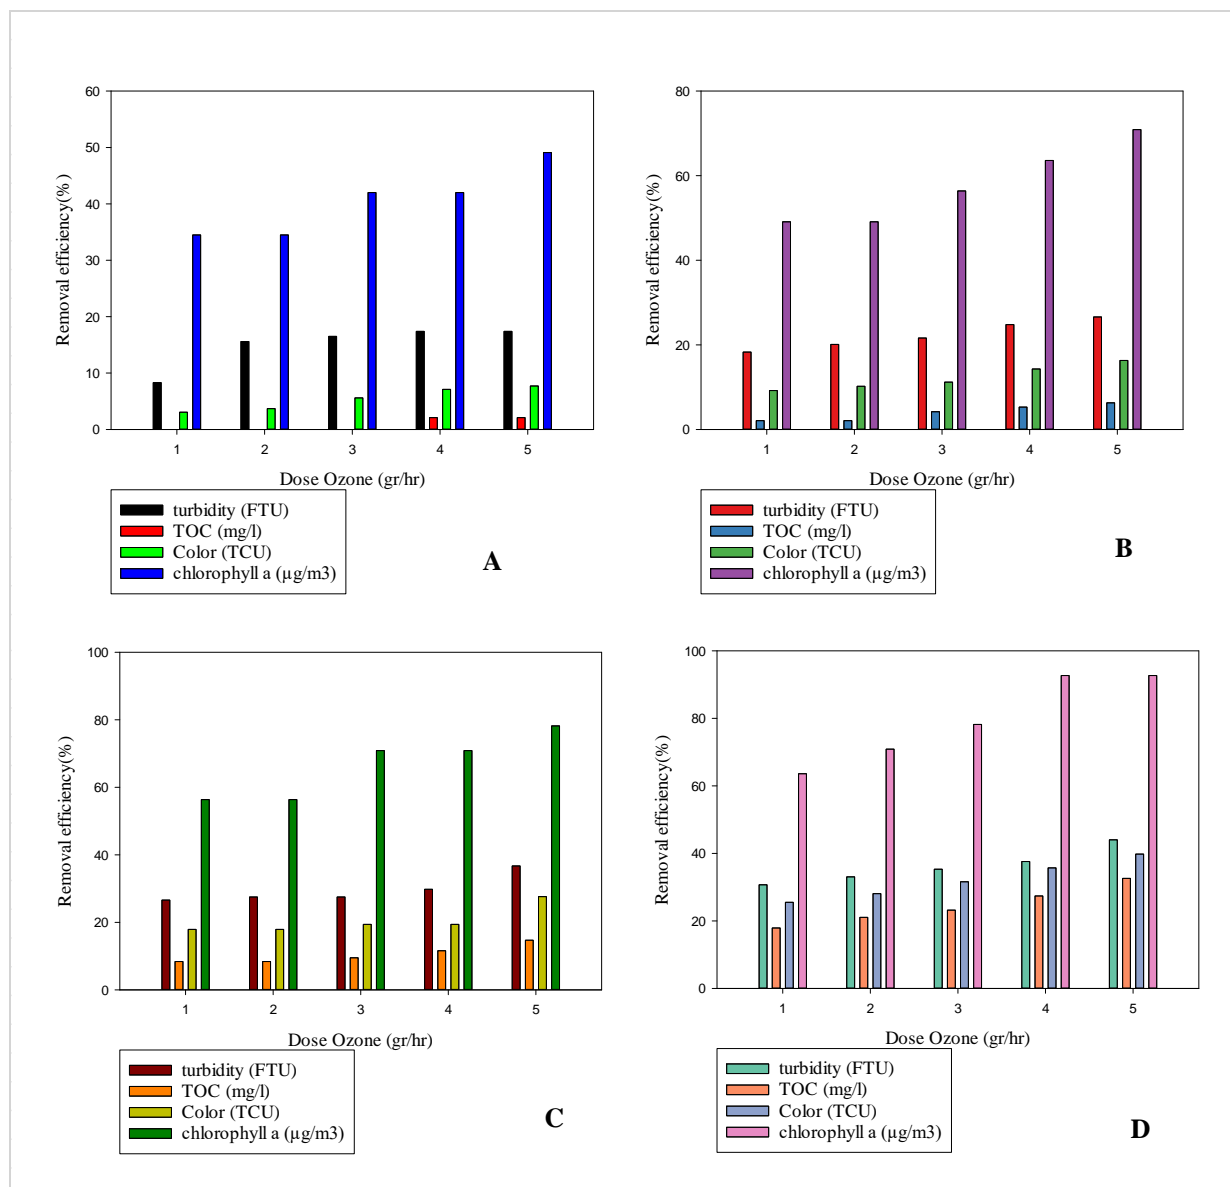 60
50
40
30
20
10
0
Removal efficiency(%)
1 2 3 4 5
Dose Ozone (gr/hr)
turbidity (FTU)
TOC (mg/l)
Color (TCU)
chlorophyll a (µg/m3)
A
80
60
40
20
0
Removal efficiency(%)
1 2 3 4 5
Dose Ozone (gr/hr)
turbidity (FTU)
TOC (mg/l)
Color (TCU)
chlorophyll a (µg/m3)
B
100
80
60
40
20
0
Removal efficiency(%)
1 2 3 4 5
Dose Ozone (gr/hr)
turbidity (FTU)
TOC (mg/l)
Color (TCU)
chlorophyll a (µg/m3)
C
100
80
60
40
20
0
Removal efficiency(%)
1 2 3 4 5
Dose Ozone (gr/hr)
turbidity (FTU)
TOC (mg/l)
Color (TCU)
chlorophyll a (µg/m3)
D